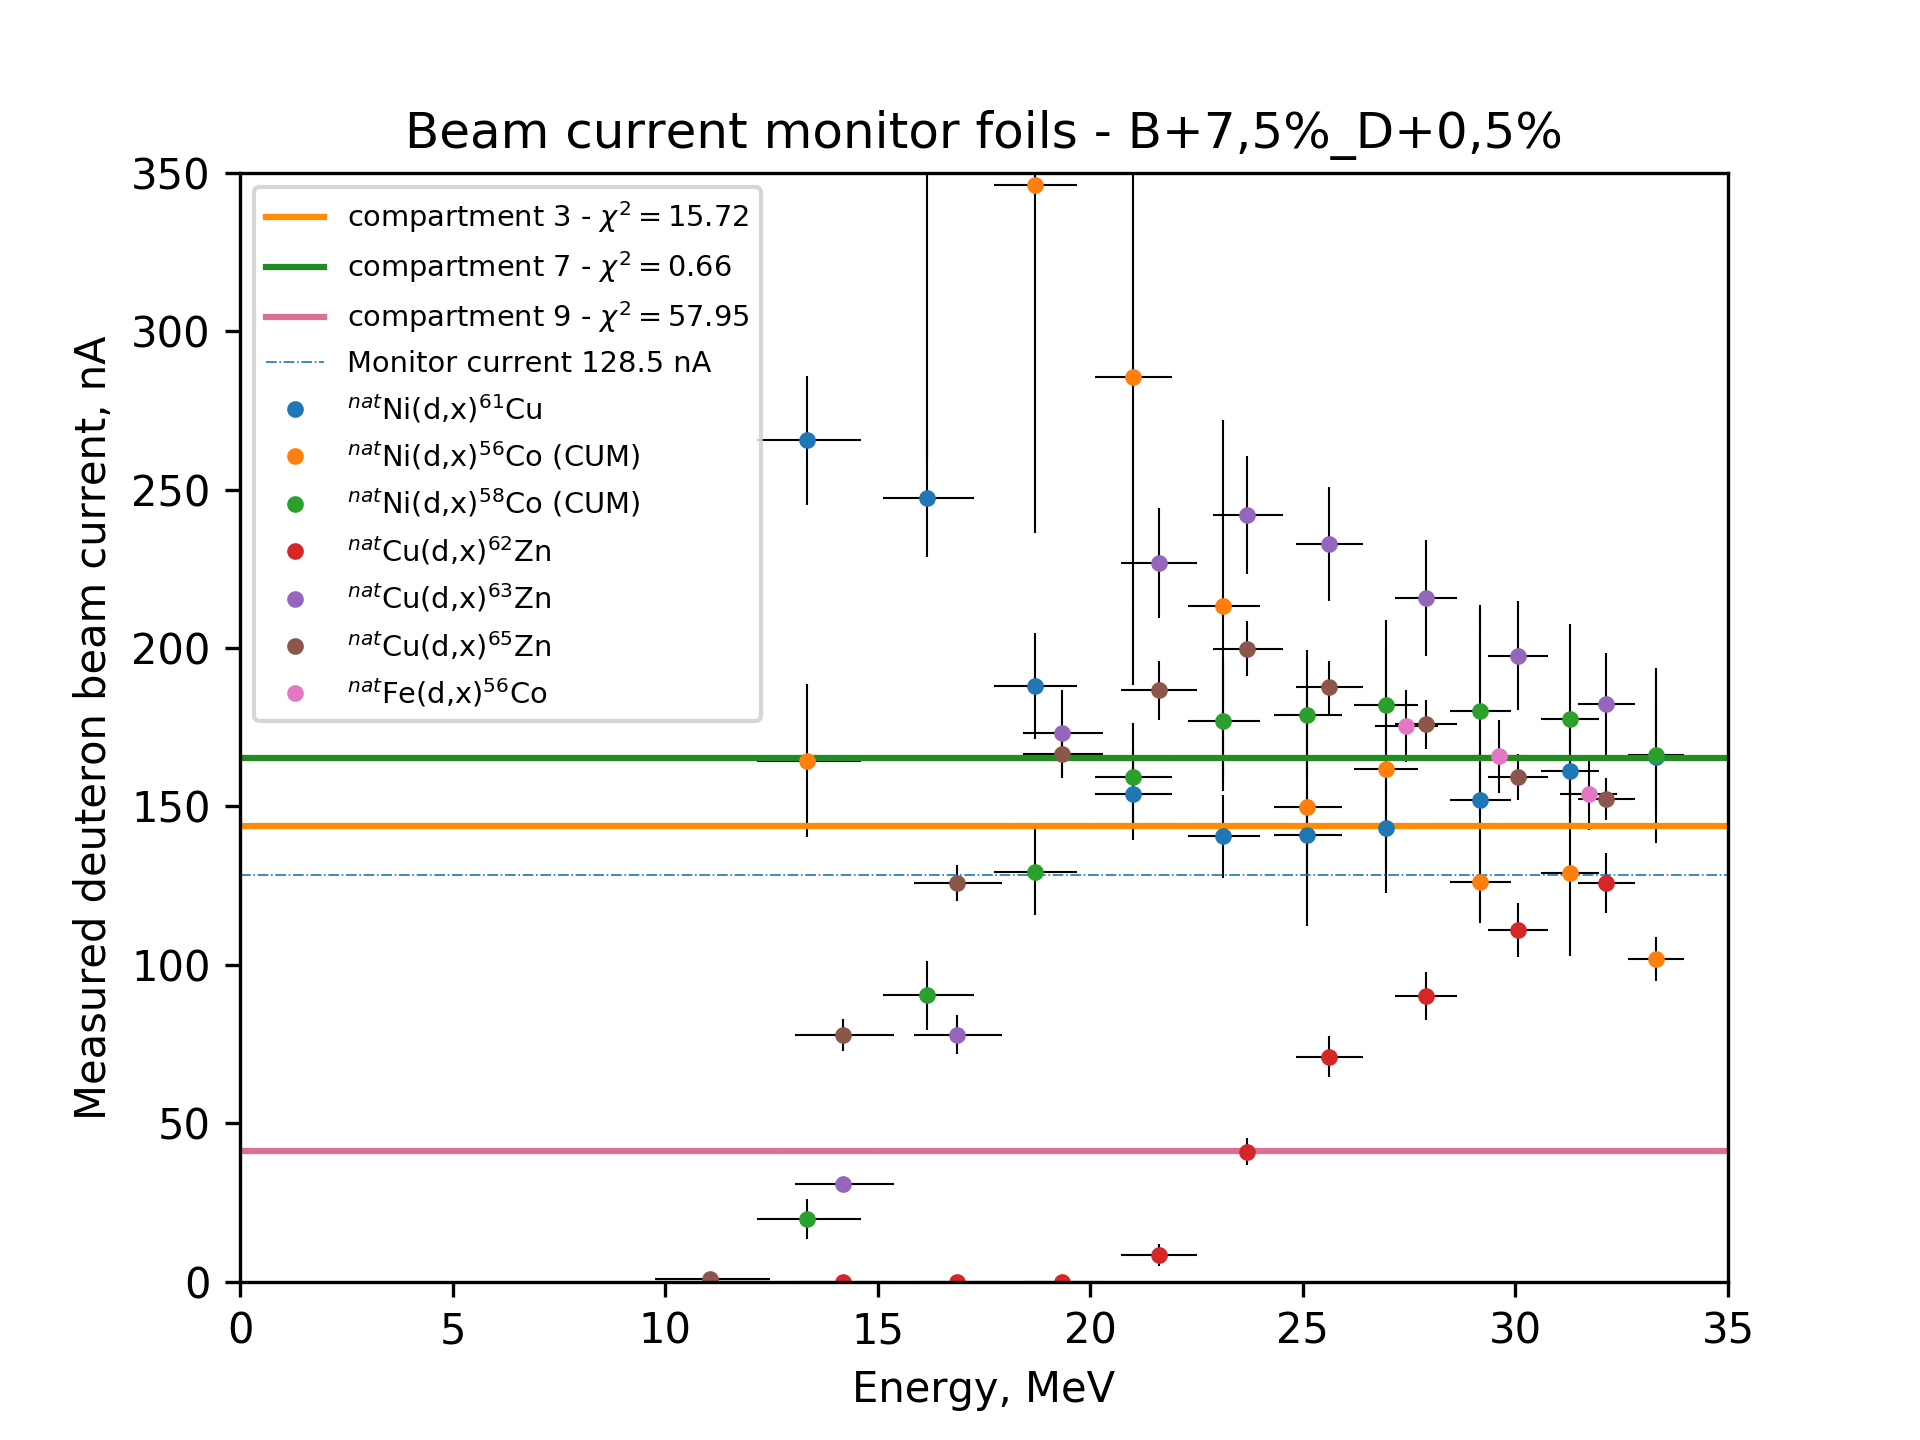 Beam current monitor foils - B+7,5%_D+0,5%
350
300
250
200
150
100
50
0
Measured deuteron beam current, nA
compartment 3 - χ² = 15.72
compartment 7 - χ² = 0.66
compartment 9 - χ² = 57.95
Monitor current 128.5 nA
ⁿᵃᵗNi(d,x)⁶¹Cu
ⁿᵃᵗNi(d,x)⁵⁶Co (CUM)
ⁿᵃᵗNi(d,x)⁵⁸Co (CUM)
ⁿᵃᵗCu(d,x)⁶²Zn
ⁿᵃᵗCu(d,x)⁶³Zn
ⁿᵃᵗCu(d,x)⁶⁵Zn
ⁿᵃᵗFe(d,x)⁵⁶Co
0 5 10 15 20 25 30 35
Energy, MeV